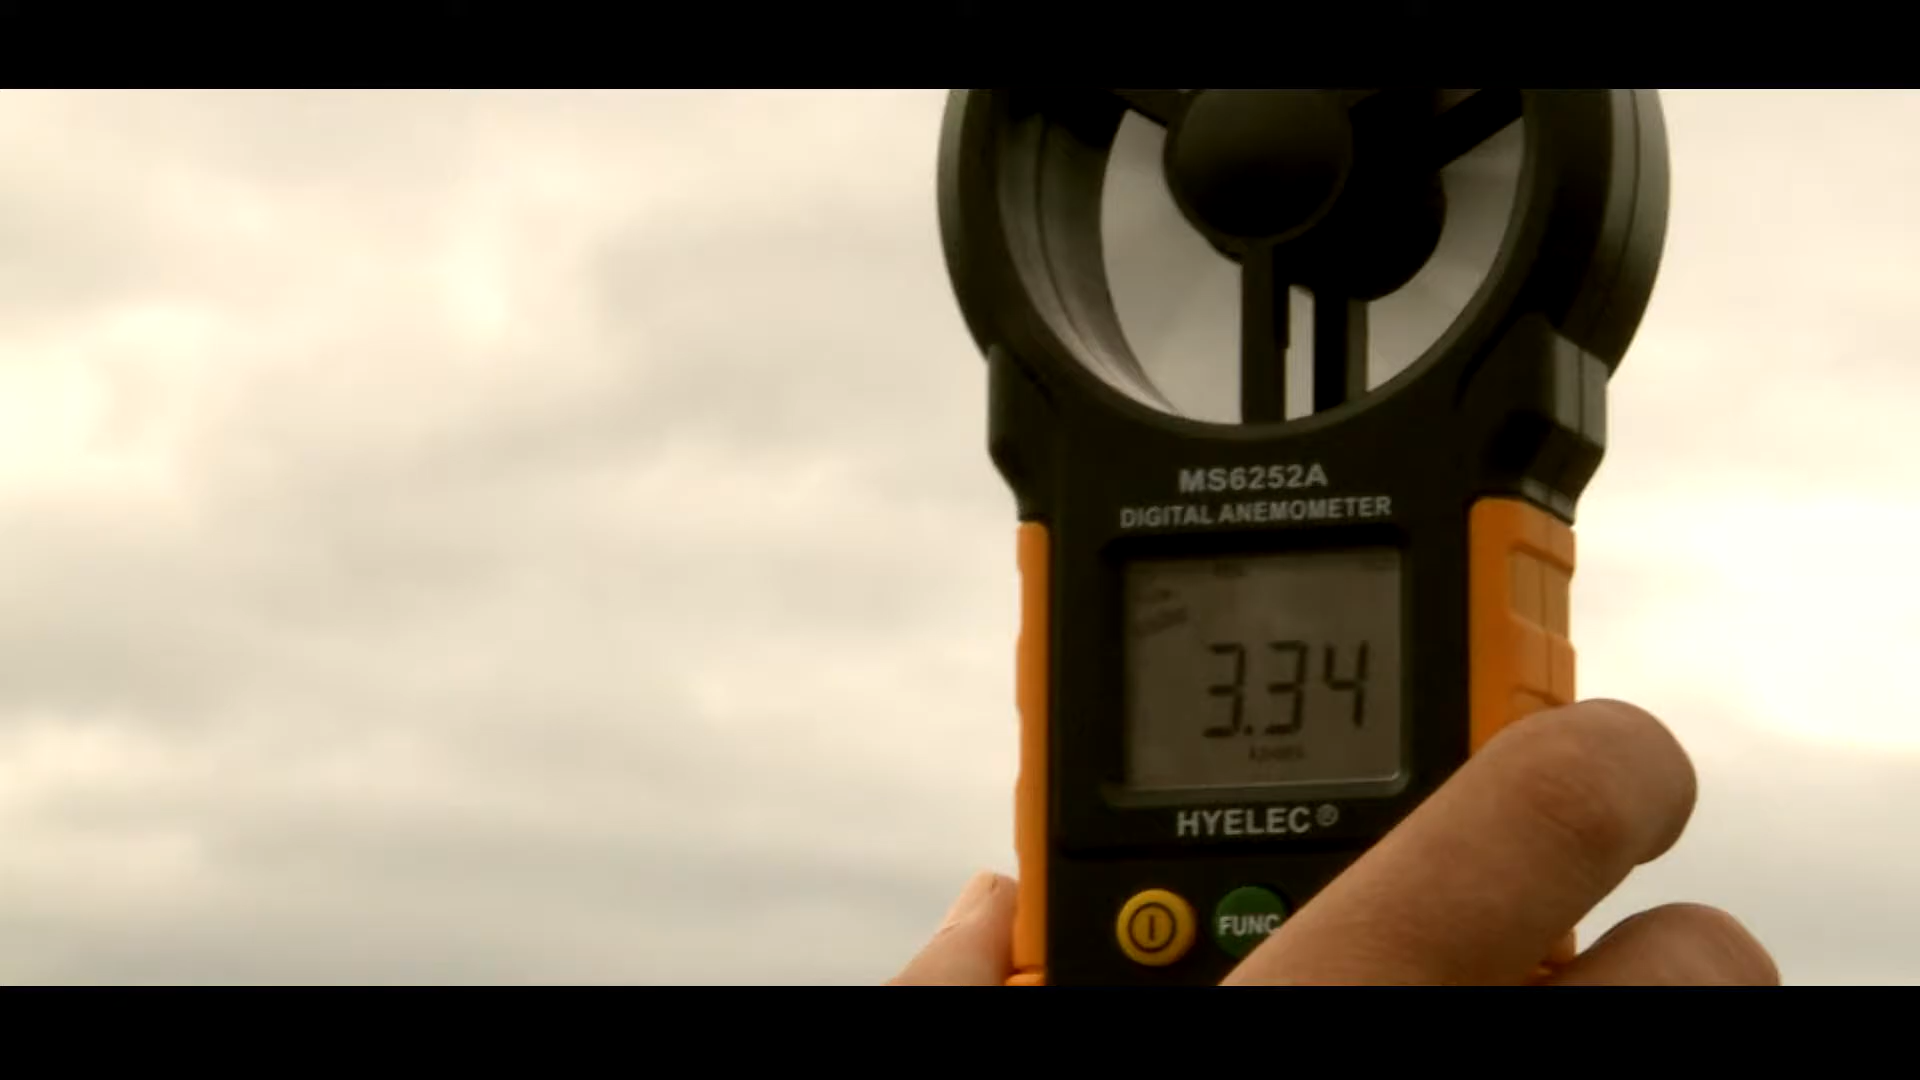 MS6252A
DIGITAL ANEMOMETER
3.34
HYELEC®
FUNC